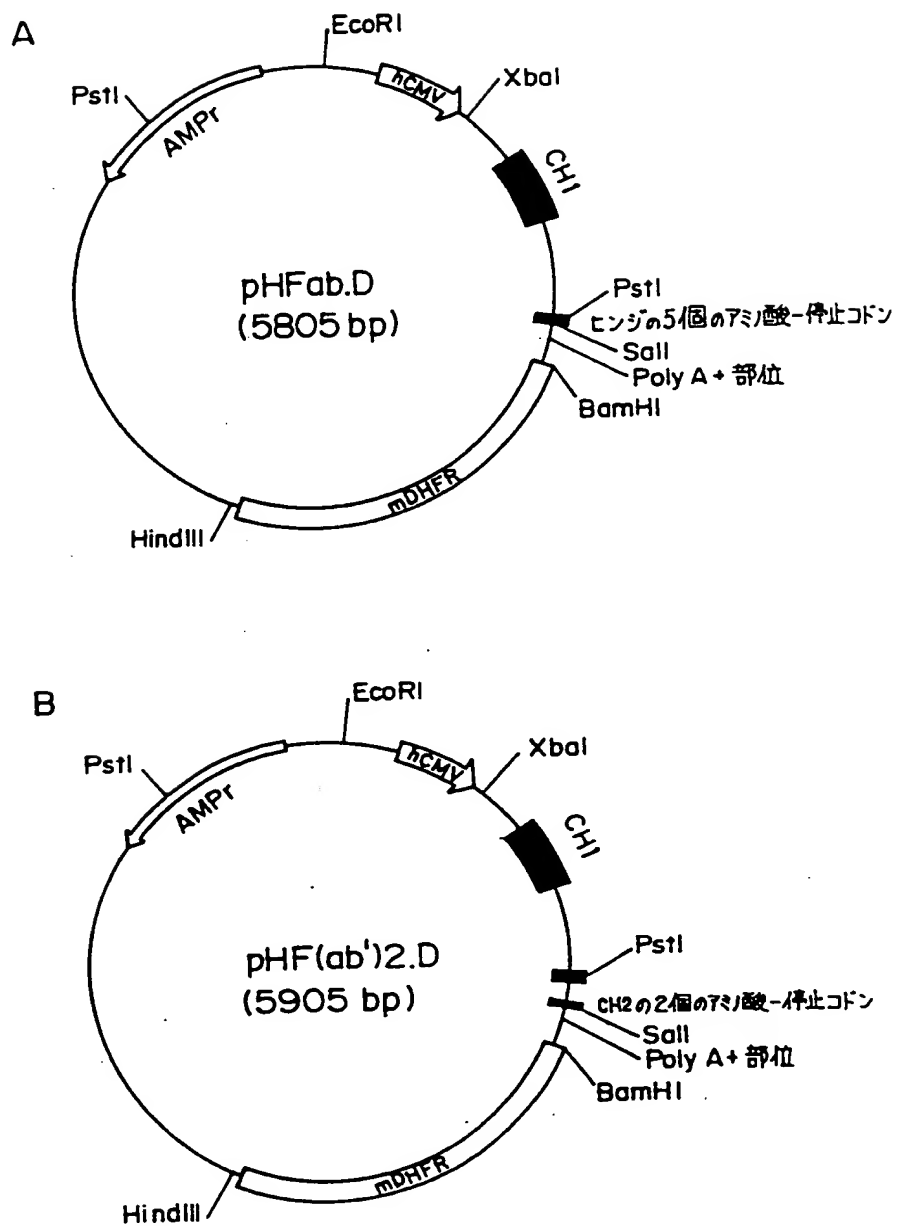 A
EcoRI
hCMV
XbaI
PstI
AMPr
CH1
pHFab.D
(5805 bp)
PstI
ヒンジの5個のアミノ酸−停止コドン
SalI
Poly A+ 部位
BamHI
mDHFR
HindIII
B
EcoRI
hCMV
XbaI
PstI
AMPr
CH1
pHF(ab')2.D
(5905 bp)
PstI
CH2の2個のアミノ酸−停止コドン
SalI
Poly A+ 部位
BamHI
mDHFR
HindIII